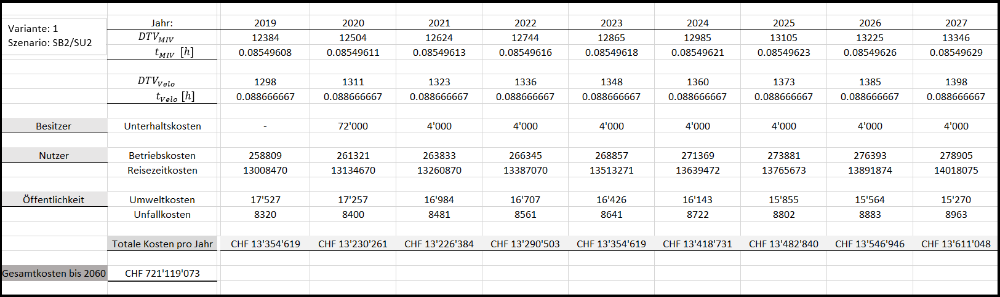 Variante: 1
Szenario: SB2/SU2
Jahr: 2019 2020 2021 2022 2023 2024 2025 2026 2027
DTV_MIV 12384 12504 12624 12744 12865 12985 13105 13225 13346
t_MIV [h] 0.08549608 0.08549611 0.08549613 0.08549616 0.08549618 0.08549621 0.08549623 0.08549626 0.08549629
DTV_Velo 1298 1311 1323 1336 1348 1360 1373 1385 1398
t_Velo [h] 0.088666667 0.088666667 0.088666667 0.088666667 0.088666667 0.088666667 0.088666667 0.088666667 0.088666667
Besitzer Unterhaltskosten - 72'000 4'000 4'000 4'000 4'000 4'000 4'000 4'000
Nutzer Betriebskosten 258809 261321 263833 266345 268857 271369 273881 276393 278905
Reisezeitkosten 13008470 13134670 13260870 13387070 13513271 13639472 13765673 13891874 14018075
Öffentlichkeit Umweltkosten 17'527 17'257 16'984 16'707 16'426 16'143 15'855 15'564 15'270
Unfallkosten 8320 8400 8481 8561 8641 8722 8802 8883 8963
Totale Kosten pro Jahr CHF 13'354'619 CHF 13'230'261 CHF 13'226'384 CHF 13'290'503 CHF 13'354'619 CHF 13'418'731 CHF 13'482'840 CHF 13'546'946 CHF 13'611'048
Gesamtkosten bis 2060 CHF 721'119'073